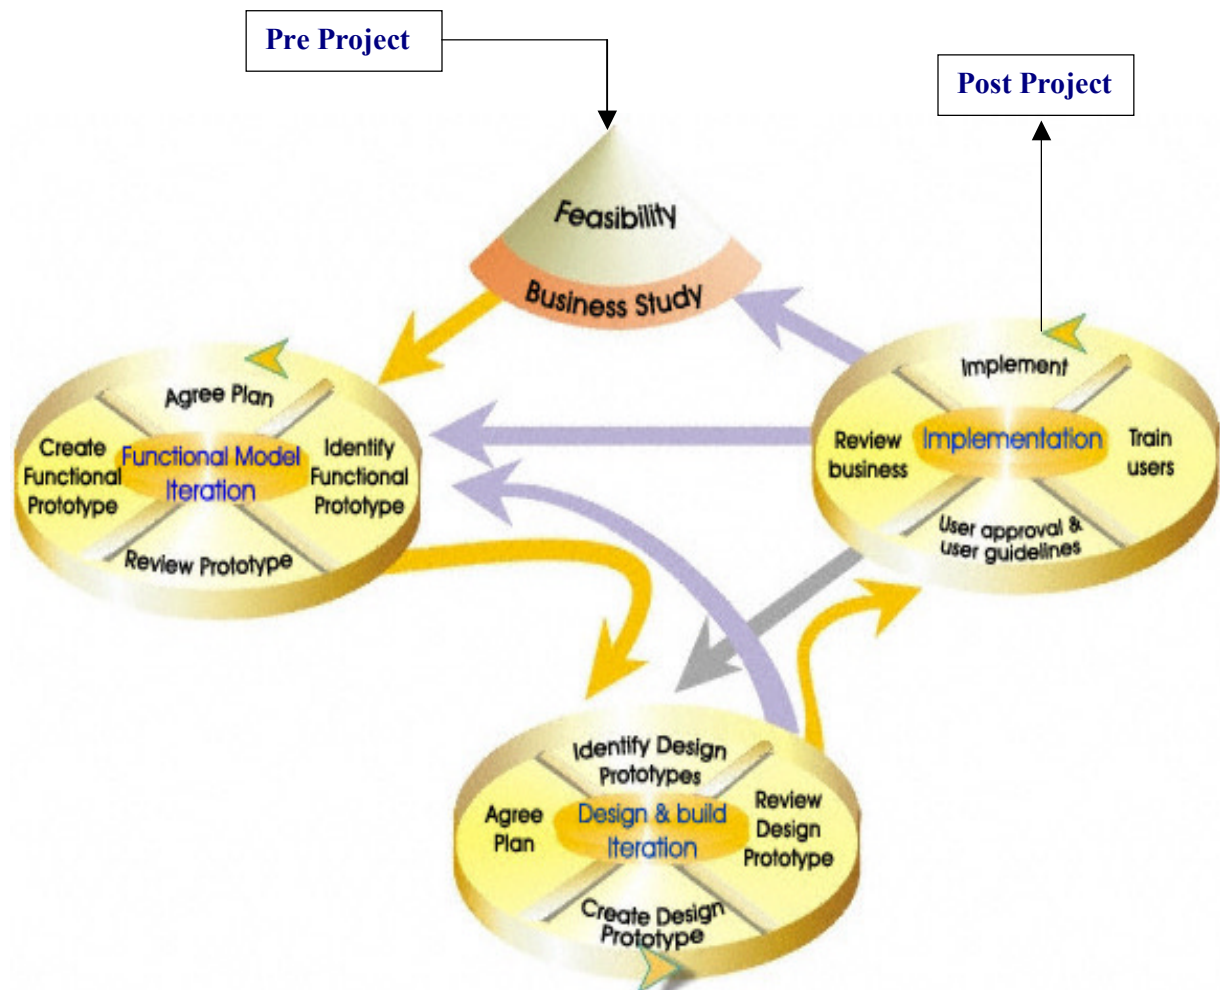 Pre Project
Post Project
Feasibility
Business Study
Agree Plan
Create
Functional
Prototype
Functional Model
Iteration
Identify
Functional
Prototype
Review Prototype
Implement
Review
business
Implementation
Train
users
User approval &
user guidelines
Identify Design
Prototypes
Agree
Plan
Design & build
Iteration
Review
Design
Prototype
Create Design
Prototype